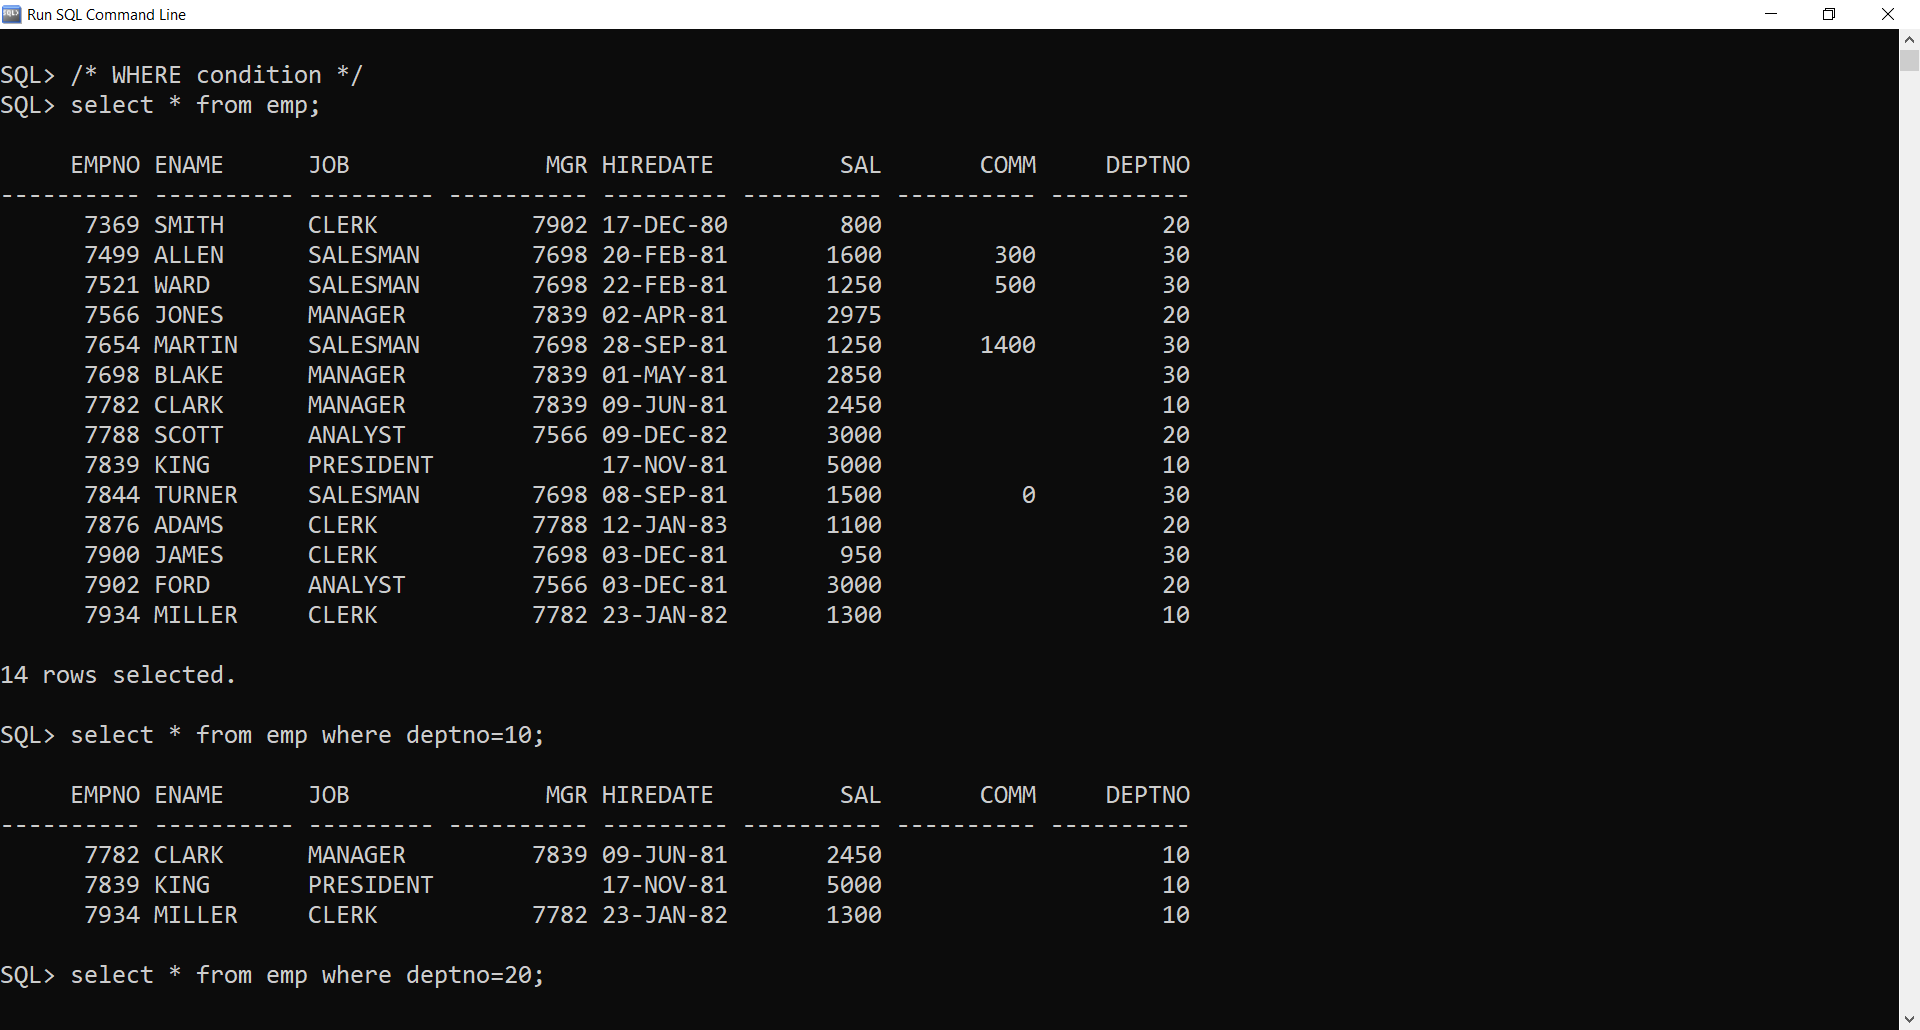 Run SQL Command Line
SQL> /* WHERE condition */
SQL> select * from emp;
     EMPNO ENAME      JOB              MGR HIREDATE         SAL       COMM     DEPTNO
---------- ---------- --------- ---------- --------- ---------- ---------- ----------
      7369 SMITH      CLERK           7902 17-DEC-80        800                    20
      7499 ALLEN      SALESMAN        7698 20-FEB-81       1600        300         30
      7521 WARD       SALESMAN        7698 22-FEB-81       1250        500         30
      7566 JONES      MANAGER         7839 02-APR-81       2975                    20
      7654 MARTIN     SALESMAN        7698 28-SEP-81       1250       1400         30
      7698 BLAKE      MANAGER         7839 01-MAY-81       2850                    30
      7782 CLARK      MANAGER         7839 09-JUN-81       2450                    10
      7788 SCOTT      ANALYST         7566 09-DEC-82       3000                    20
      7839 KING       PRESIDENT            17-NOV-81       5000                    10
      7844 TURNER     SALESMAN        7698 08-SEP-81       1500          0         30
      7876 ADAMS      CLERK           7788 12-JAN-83       1100                    20
      7900 JAMES      CLERK           7698 03-DEC-81        950                    30
      7902 FORD       ANALYST         7566 03-DEC-81       3000                    20
      7934 MILLER     CLERK           7782 23-JAN-82       1300                    10
14 rows selected.
SQL> select * from emp where deptno=10;
     EMPNO ENAME      JOB              MGR HIREDATE         SAL       COMM     DEPTNO
---------- ---------- --------- ---------- --------- ---------- ---------- ----------
      7782 CLARK      MANAGER         7839 09-JUN-81       2450                    10
      7839 KING       PRESIDENT            17-NOV-81       5000                    10
      7934 MILLER     CLERK           7782 23-JAN-82       1300                    10
SQL> select * from emp where deptno=20;